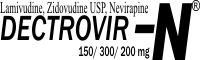 Lamivudine, Zidovudine USP, Nevirapine
DECTROVIR-N®
150/ 300/ 200 mg